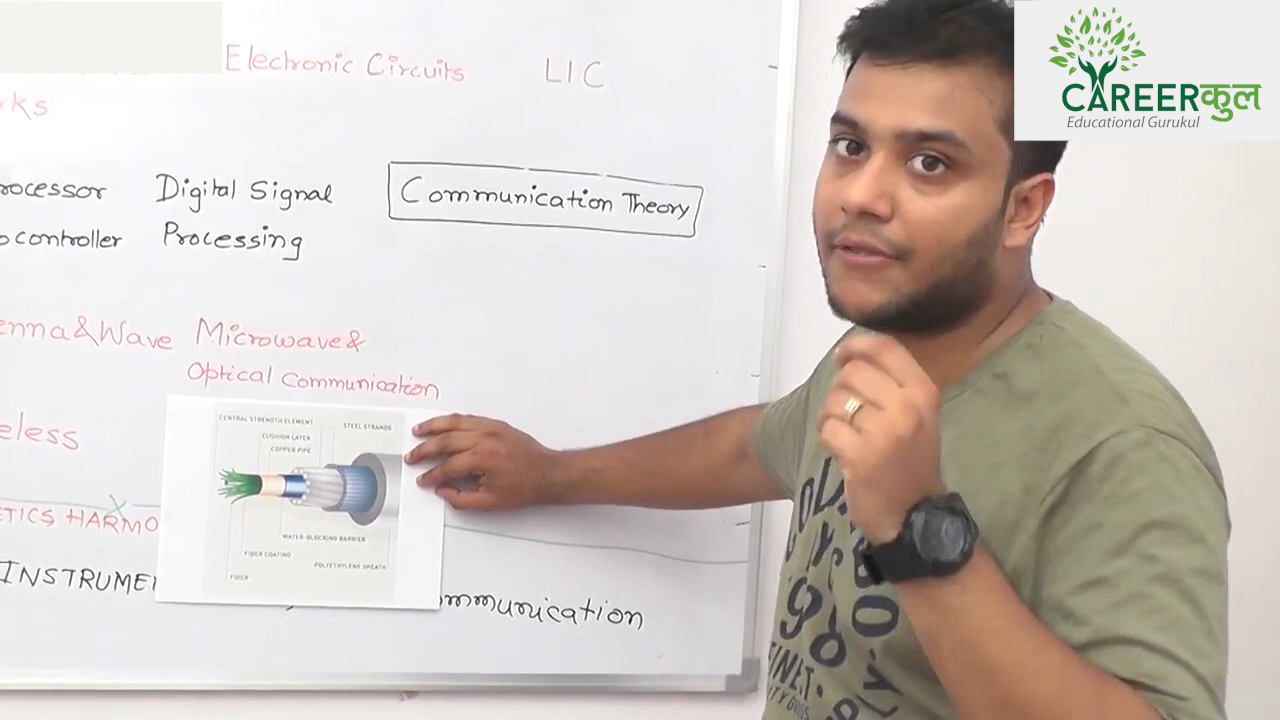 Electronic Circuits LIC
rks
CAREERकुल
Educational Gurukul
rocessor Digital Signal Communication Theory
ocontroller Processing
enna&Wave Microwave&
Optical Communication
eless
CENTRAL STRENGTH ELEMENT
STEEL STRANDS
CUSHION LAYER
COPPER PIPE
WATER-BLOCKING BARRIER
FIBER COATING
POLYETHYLENE SHEATH
FIBER
ETICS HARMO
INSTRUMEN
ommunication